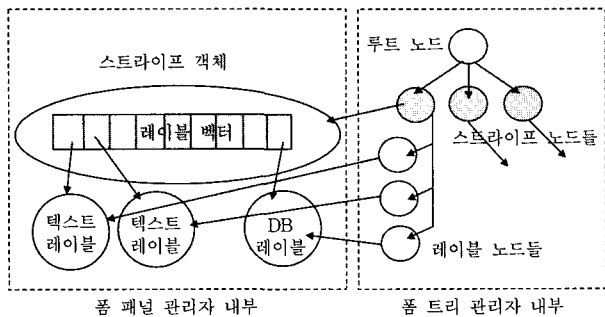 스트라이프 객체
레이블 벡터
텍스트
레이블
텍스트
레이블
DB
레이블
폼 패널 관리자 내부
루트 노드
스트라이프 노드들
레이블 노드들
폼 트리 관리자 내부